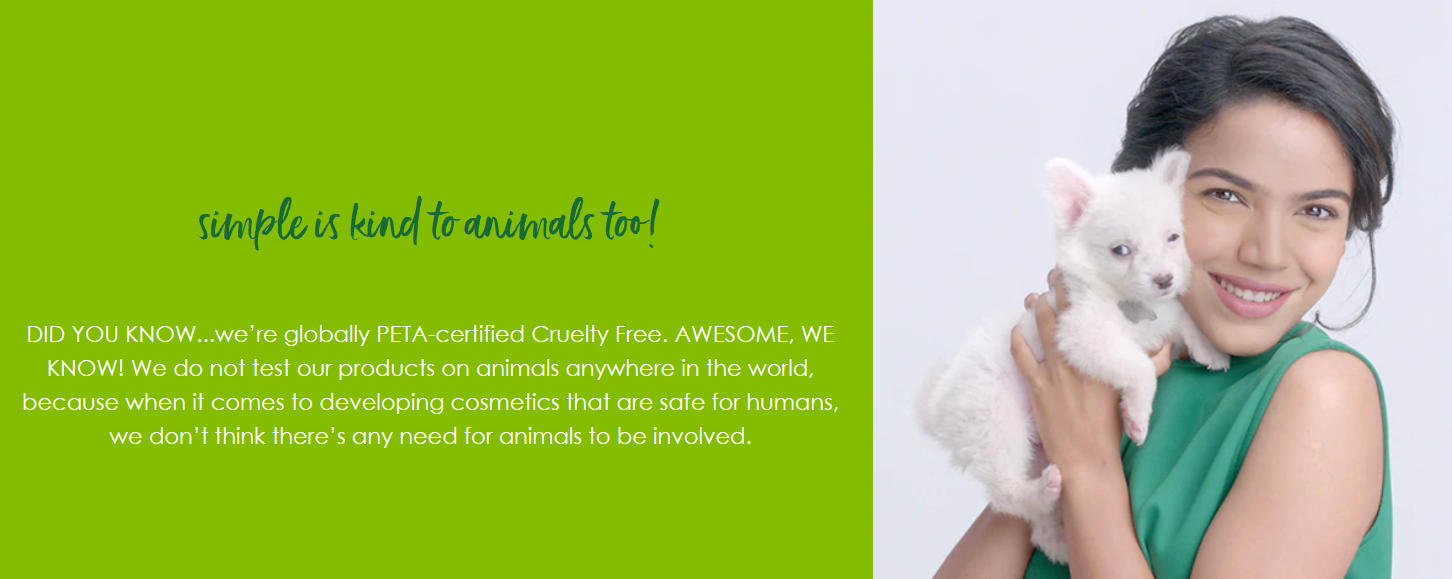 simple is kind to animals too!
DID YOU KNOW...we’re globally PETA-certified Cruelty Free. AWESOME, WE
KNOW! We do not test our products on animals anywhere in the world,
because when it comes to developing cosmetics that are safe for humans,
we don’t think there’s any need for animals to be involved.